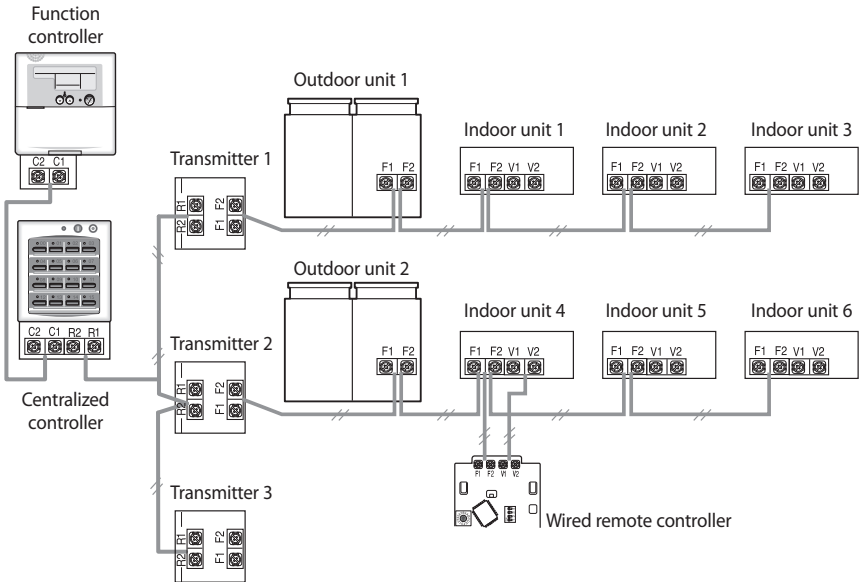 Function
controller
C2 C1
Outdoor unit 1
F1 F2
Indoor unit 1
F1 F2 V1 V2
Indoor unit 2
F1 F2 V1 V2
Indoor unit 3
F1 F2 V1 V2
Transmitter 1
R1
R2
F2
F1
C2 C1 R2 R1
Centralized
controller
Outdoor unit 2
F1 F2
Indoor unit 4
F1 F2 V1 V2
Indoor unit 5
F1 F2 V1 V2
Indoor unit 6
F1 F2 V1 V2
Transmitter 2
R1
R2
F2
F1
F1 F2 V1 V2
Wired remote controller
Transmitter 3
R1
R2
F2
F1